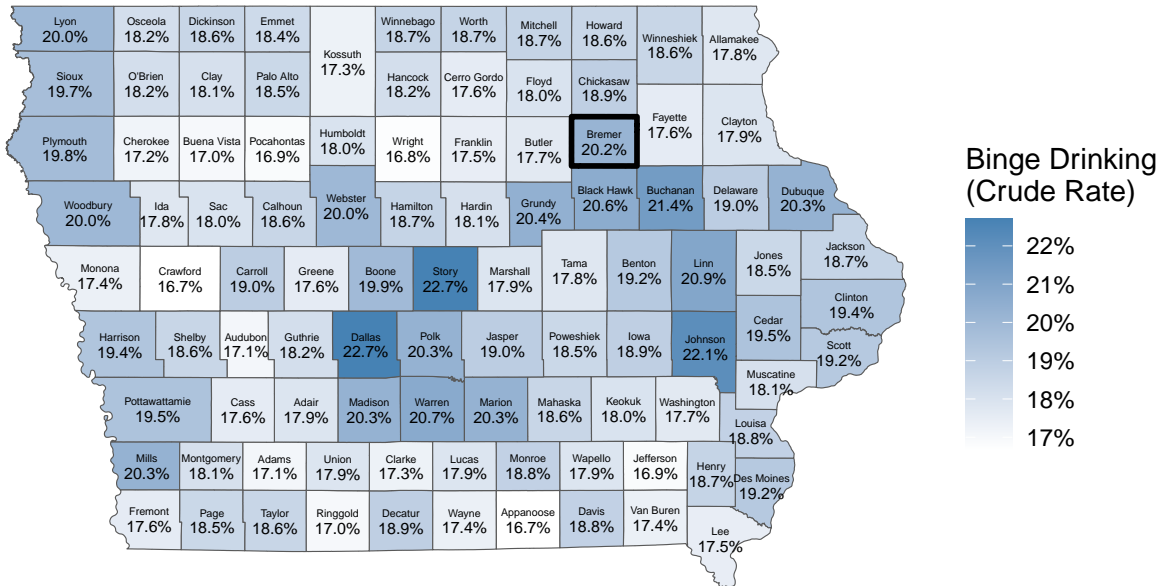 Lyon
20.0%
Osceola
18.2%
Dickinson
18.6%
Emmet
18.4%
Kossuth
17.3%
Winnebago
18.7%
Worth
18.7%
Mitchell
18.7%
Howard
18.6%
Winneshiek
18.6%
Allamakee
17.8%
Sioux
19.7%
O'Brien
18.2%
Clay
18.1%
Palo Alto
18.5%
Hancock
18.2%
Cerro Gordo
17.6%
Floyd
18.0%
Chickasaw
18.9%
Fayette
17.6%
Clayton
17.9%
Plymouth
19.8%
Cherokee
17.2%
Buena Vista
17.0%
Pocahontas
16.9%
Humboldt
18.0%
Wright
16.8%
Franklin
17.5%
Butler
17.7%
Bremer
20.2%
Woodbury
20.0%
Ida
17.8%
Sac
18.0%
Calhoun
18.6%
Webster
20.0%
Hamilton
18.7%
Hardin
18.1%
Grundy
20.4%
Black Hawk
20.6%
Buchanan
21.4%
Delaware
19.0%
Dubuque
20.3%
Monona
17.4%
Crawford
16.7%
Carroll
19.0%
Greene
17.6%
Boone
19.9%
Story
22.7%
Marshall
17.9%
Tama
17.8%
Benton
19.2%
Linn
20.9%
Jones
18.5%
Jackson
18.7%
Clinton
19.4%
Harrison
19.4%
Shelby
18.6%
Audubon
17.1%
Guthrie
18.2%
Dallas
22.7%
Polk
20.3%
Jasper
19.0%
Poweshiek
18.5%
Iowa
18.9%
Johnson
22.1%
Cedar
19.5%
Scott
19.2%
Muscatine
18.1%
Pottawattamie
19.5%
Cass
17.6%
Adair
17.9%
Madison
20.3%
Warren
20.7%
Marion
20.3%
Mahaska
18.6%
Keokuk
18.0%
Washington
17.7%
Louisa
18.8%
Mills
20.3%
Montgomery
18.1%
Adams
17.1%
Union
17.9%
Clarke
17.3%
Lucas
17.9%
Monroe
18.8%
Wapello
17.9%
Jefferson
16.9%
Henry
18.7%
Des Moines
19.2%
Fremont
17.6%
Page
18.5%
Taylor
18.6%
Ringgold
17.0%
Decatur
18.9%
Wayne
17.4%
Appanoose
16.7%
Davis
18.8%
Van Buren
17.4%
Lee
17.5%
Binge Drinking
(Crude Rate)
22%
21%
20%
19%
18%
17%